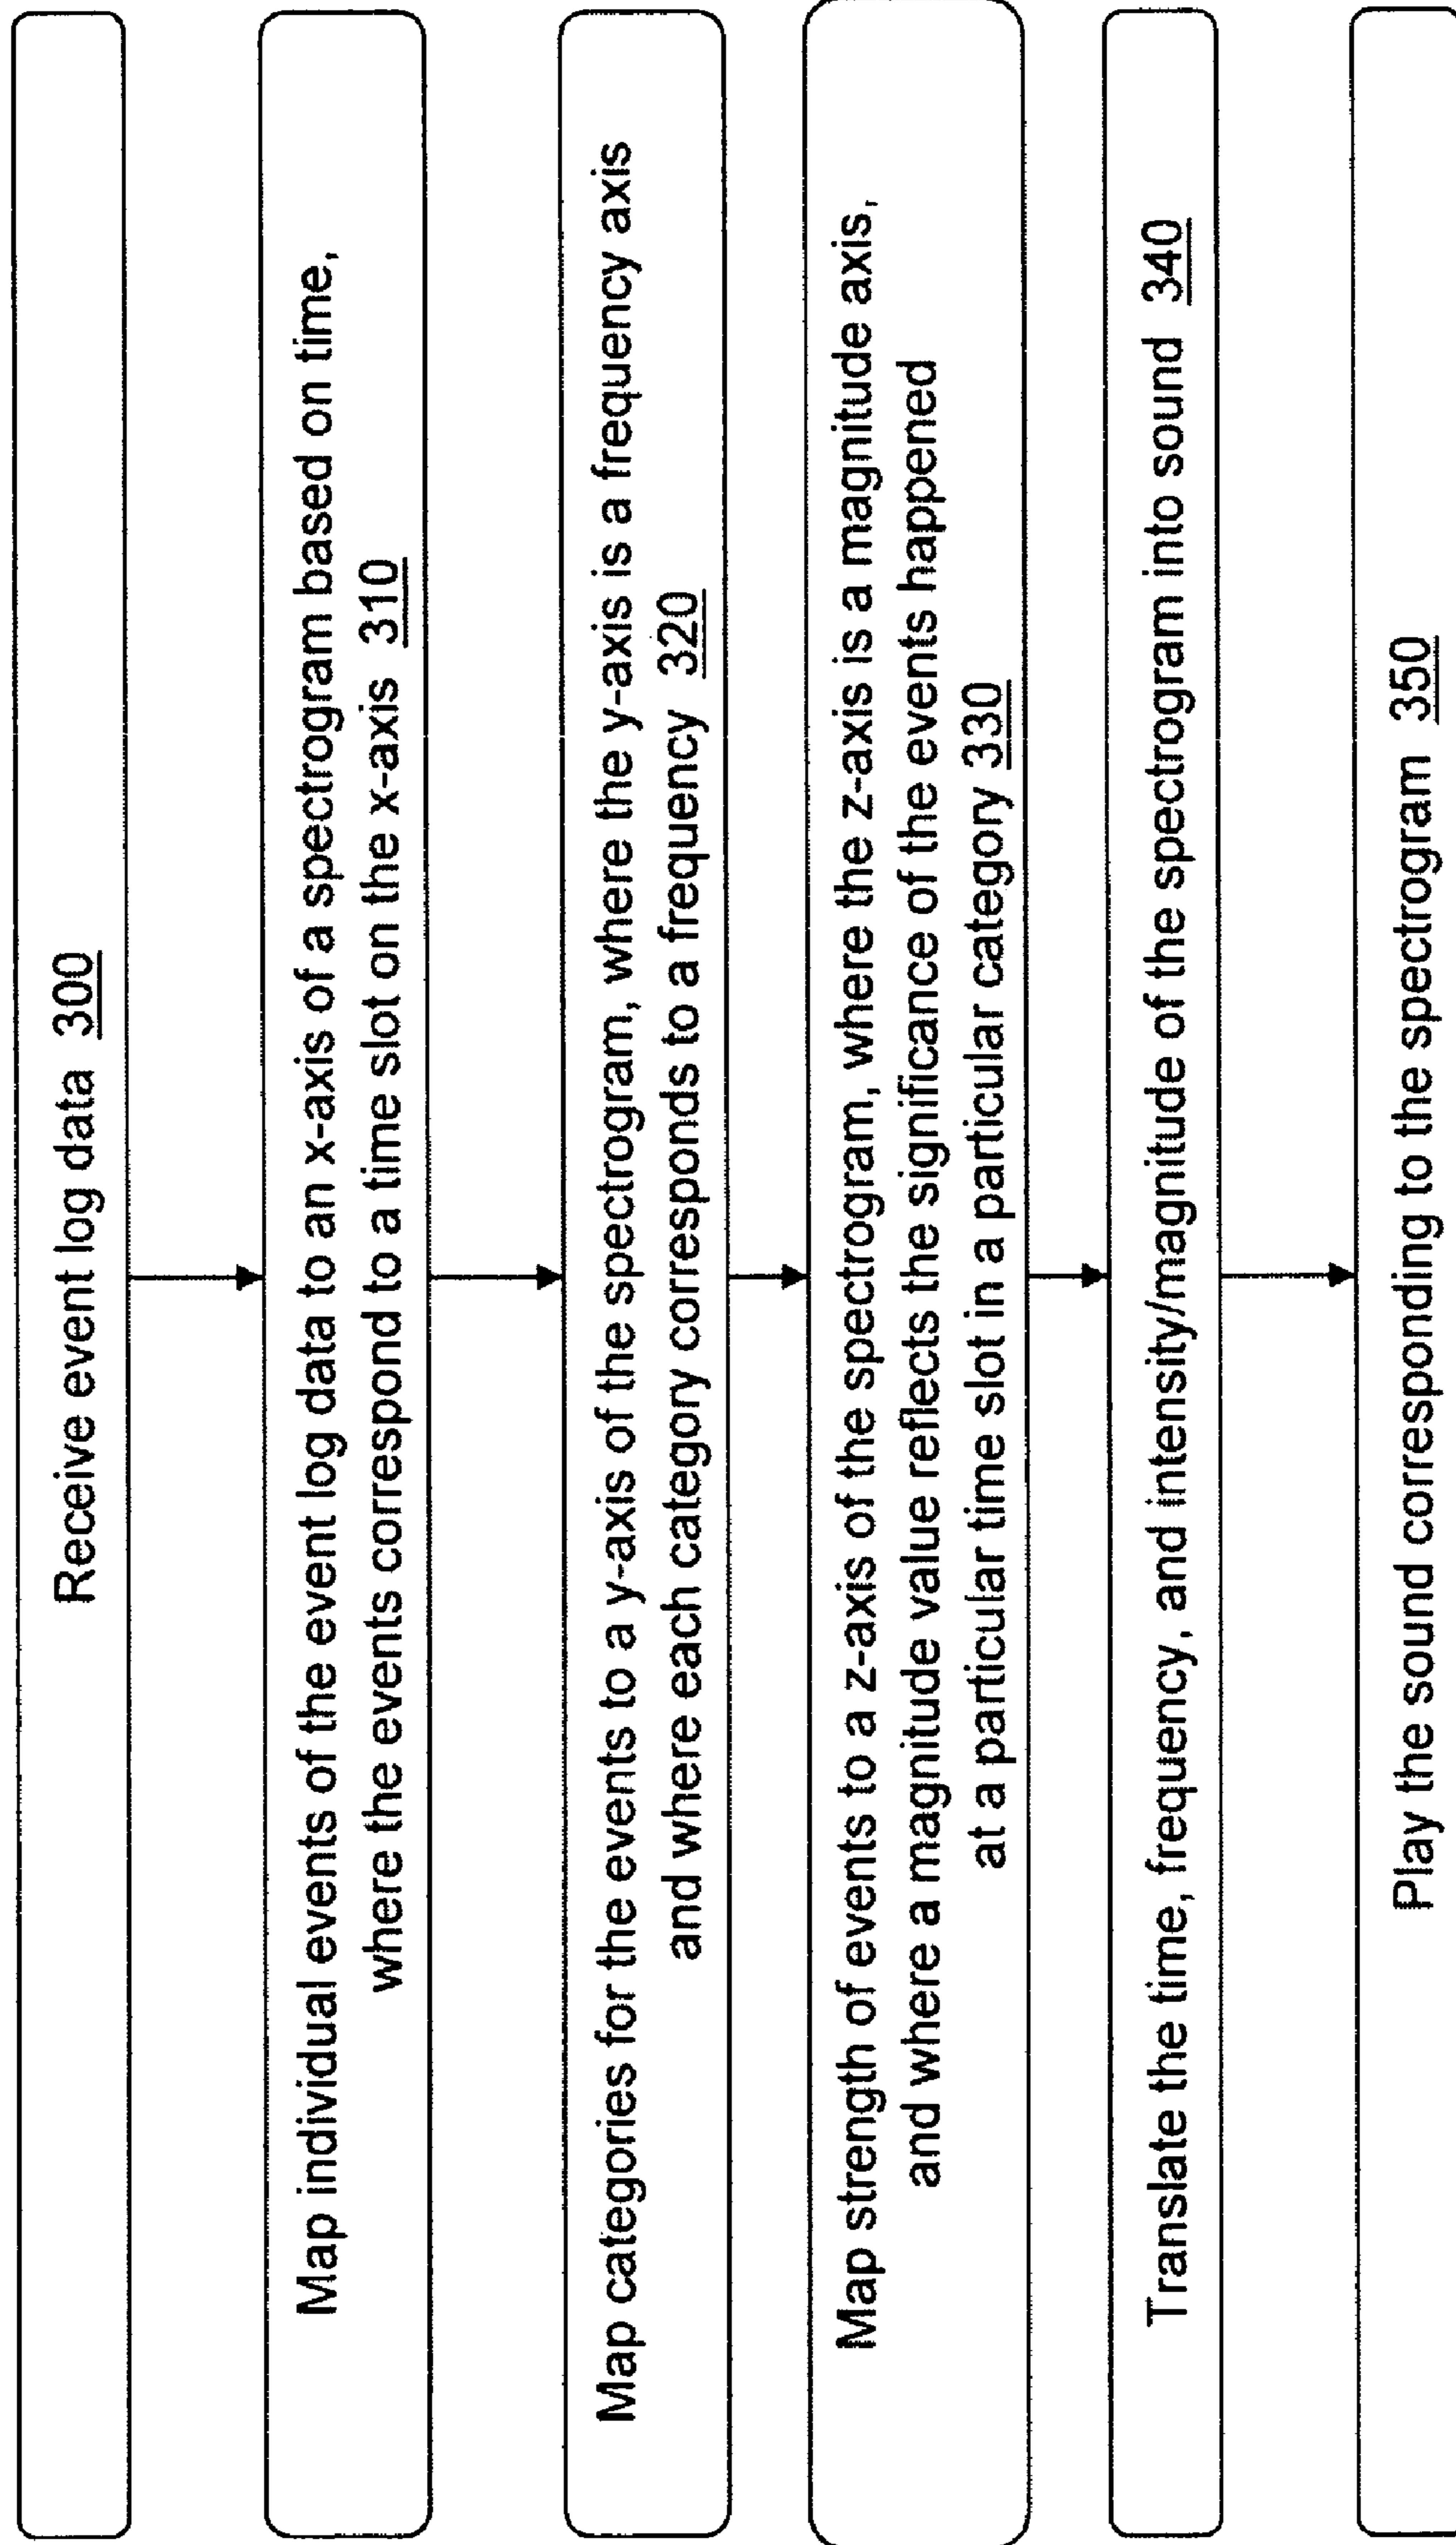 Receive event log data 300
Map individual events of the event log data to an x-axis of a spectrogram based on time,
where the events correspond to a time slot on the x-axis 310
Map categories for the events to a y-axis of the spectrogram, where the y-axis is a frequency axis
and where each category corresponds to a frequency 320
Map strength of events to a z-axis of the spectrogram, where the z-axis is a magnitude axis,
and where a magnitude value reflects the significance of the events happened
at a particular time slot in a particular category 330
Translate the time, frequency, and intensity/magnitude of the spectrogram into sound 340
Play the sound corresponding to the spectrogram 350